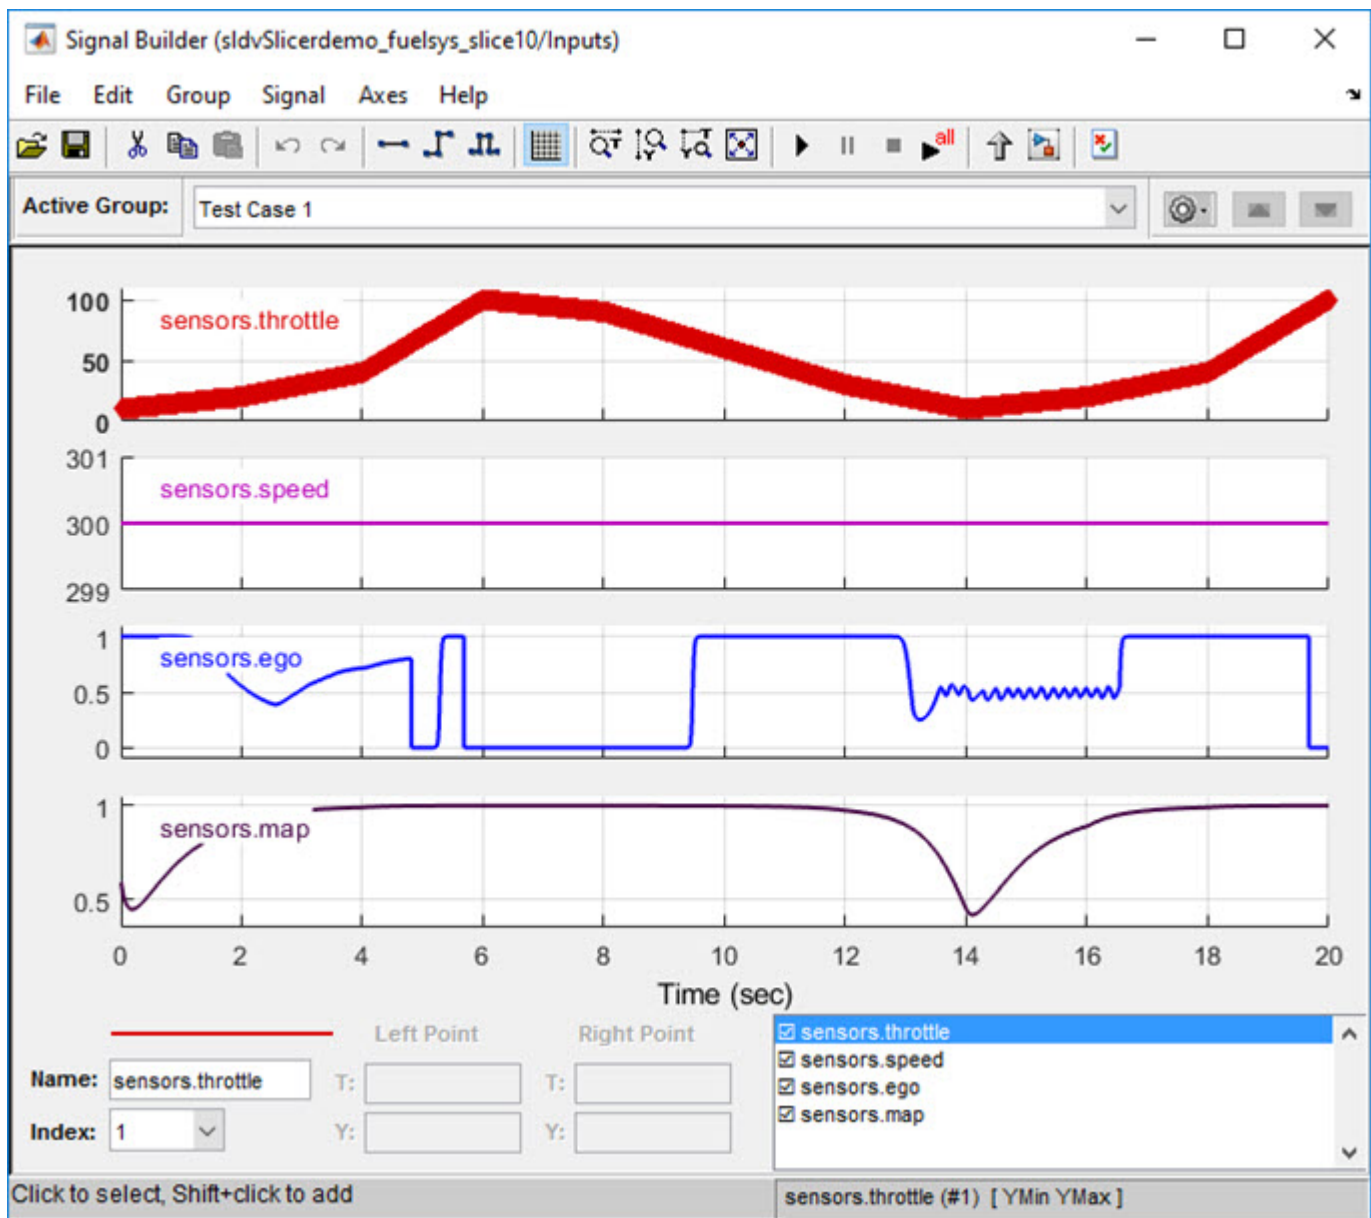 Signal Builder (sldvSlicerdemo_fuelsys_slice10/Inputs)
File Edit Group Signal Axes Help
all
Active Group: Test Case 1
100
50
0
sensors.throttle
301
300
299
sensors.speed
1
0.5
0
sensors.ego
1
0.5
sensors.map
0 2 4 6 8 10 12 14 16 18 20
Time (sec)
Left Point Right Point
Name: sensors.throttle T: T:
Index: 1 Y: Y:
sensors.throttle
sensors.speed
sensors.ego
sensors.map
Click to select, Shift+click to add
sensors.throttle (#1) [ YMin YMax ]